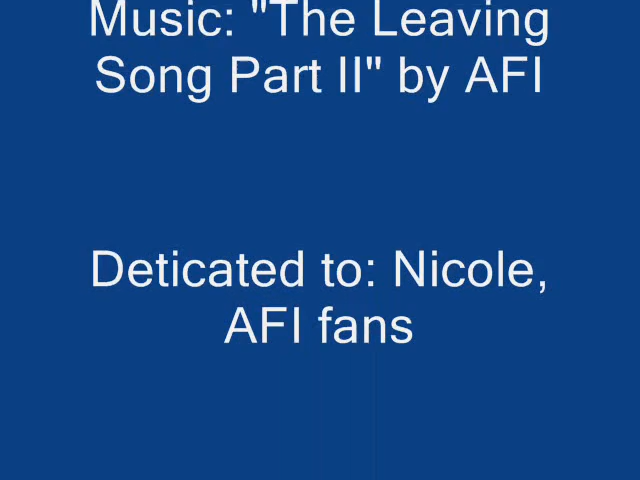 Music: "The Leaving
Song Part II" by AFI
Deticated to: Nicole,
AFI fans